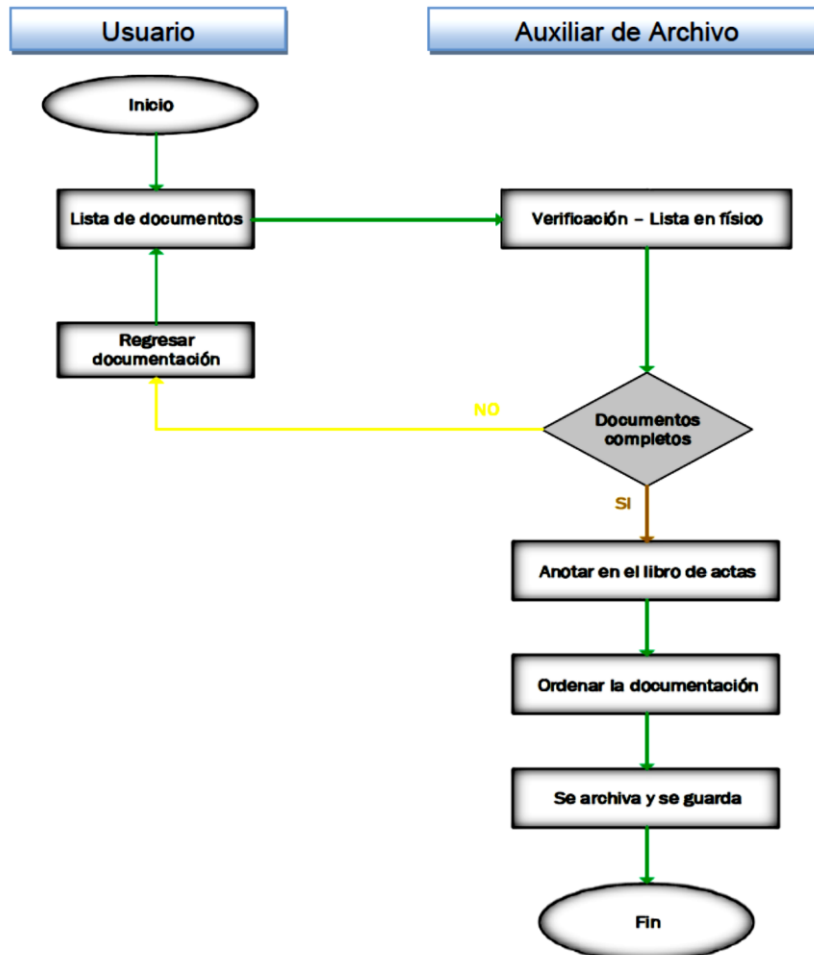 Usuario
Auxiliar de Archivo
Inicio
Lista de documentos
Verificación – Lista en físico
Regresar
documentación
NO
Documentos
completos
SI
Anotar en el libro de actas
Ordenar la documentación
Se archiva y se guarda
Fin